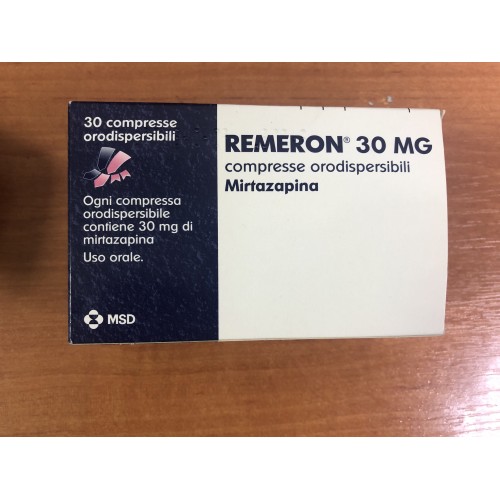 30 compresse
orodispersibili
Ogni compressa
orodispersibile
contiene 30 mg di
mirtazapina
Uso orale.
MSD
REMERON® 30 MG
compresse orodispersibili
Mirtazapina